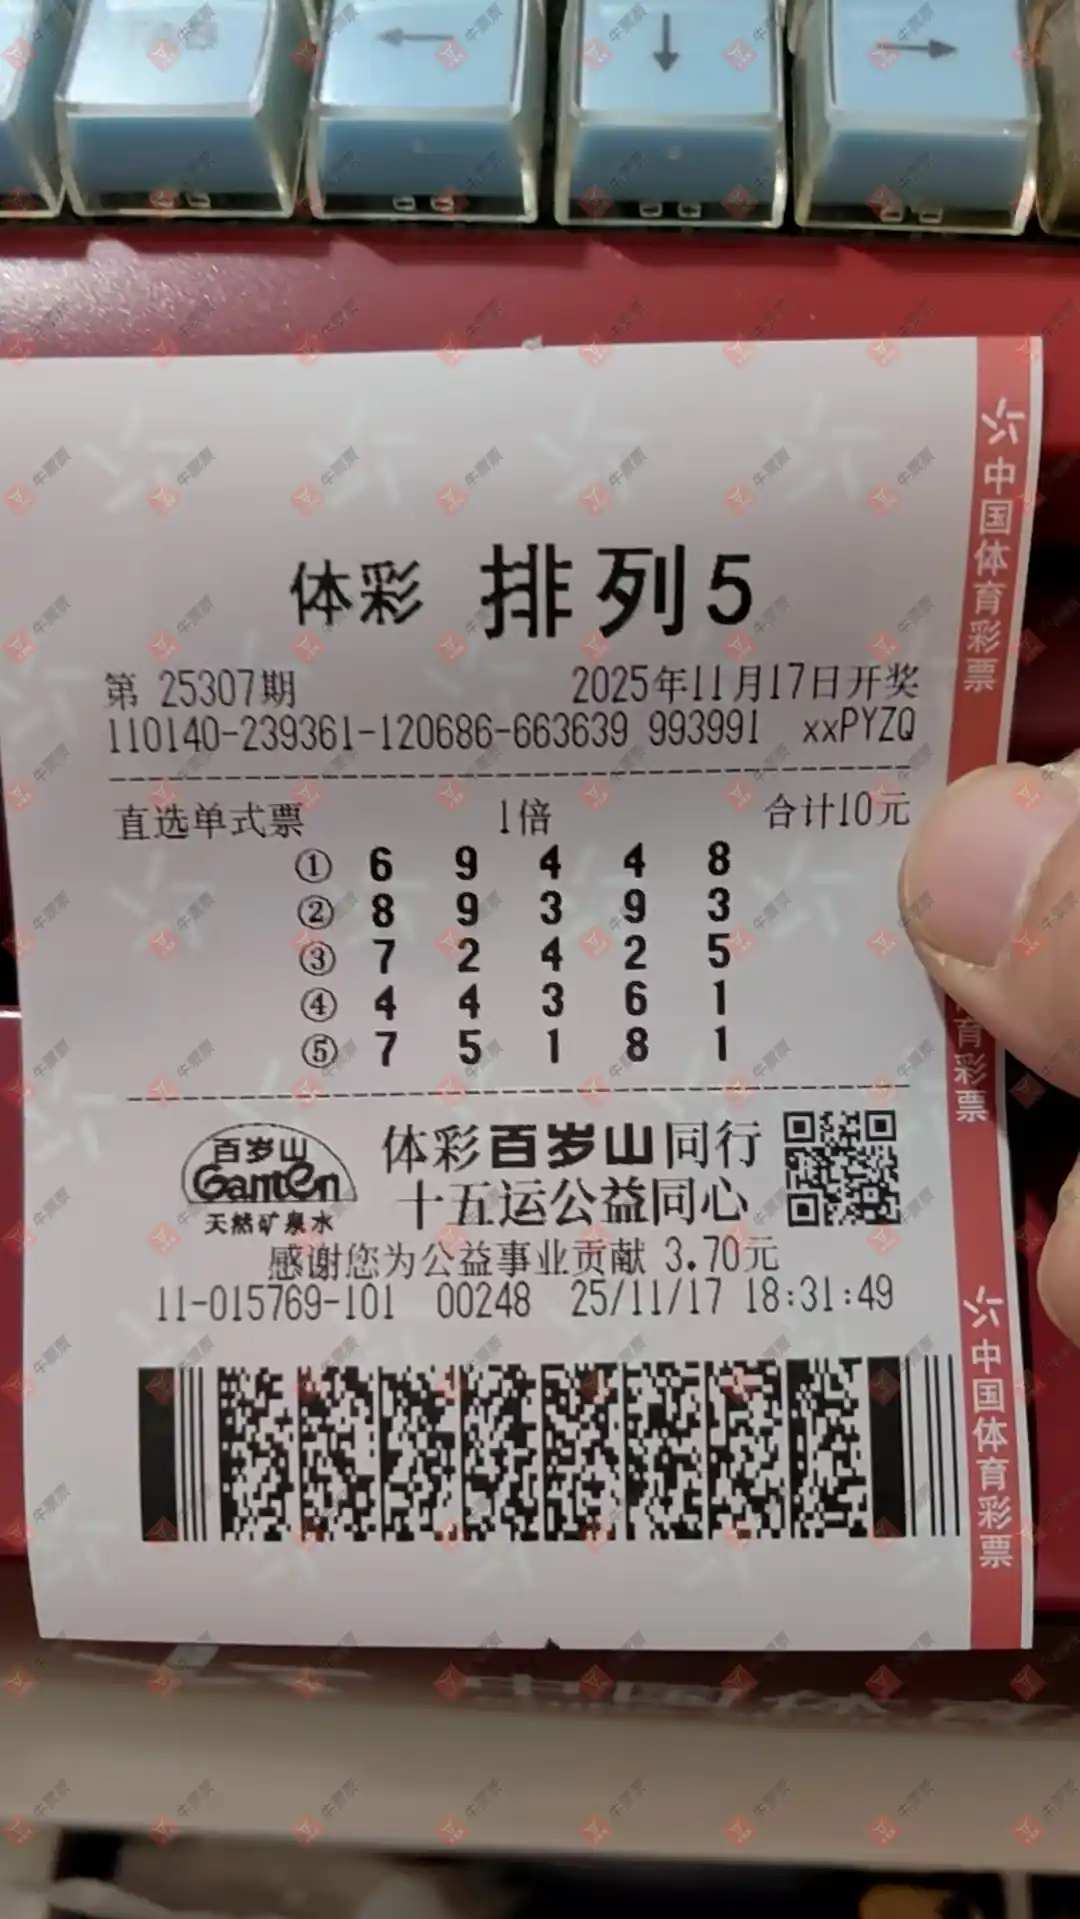 体彩 排列5
第 25307期 2025年11月17日开奖
110140-239361-120686-663639 993991 xxPYZQ
直选单式票 1倍 合计10元
① 6 9 4 4 8
② 8 9 3 9 3
③ 7 2 4 2 5
④ 4 4 3 6 1
⑤ 7 5 1 8 1
百岁山
Ganten
天然矿泉水
体彩百岁山同行
十五运公益同心
感谢您为公益事业贡献 3.70元
11-015769-101 00248 25/11/17 18:31:49
中国体育彩票
育彩票
中国体育彩票